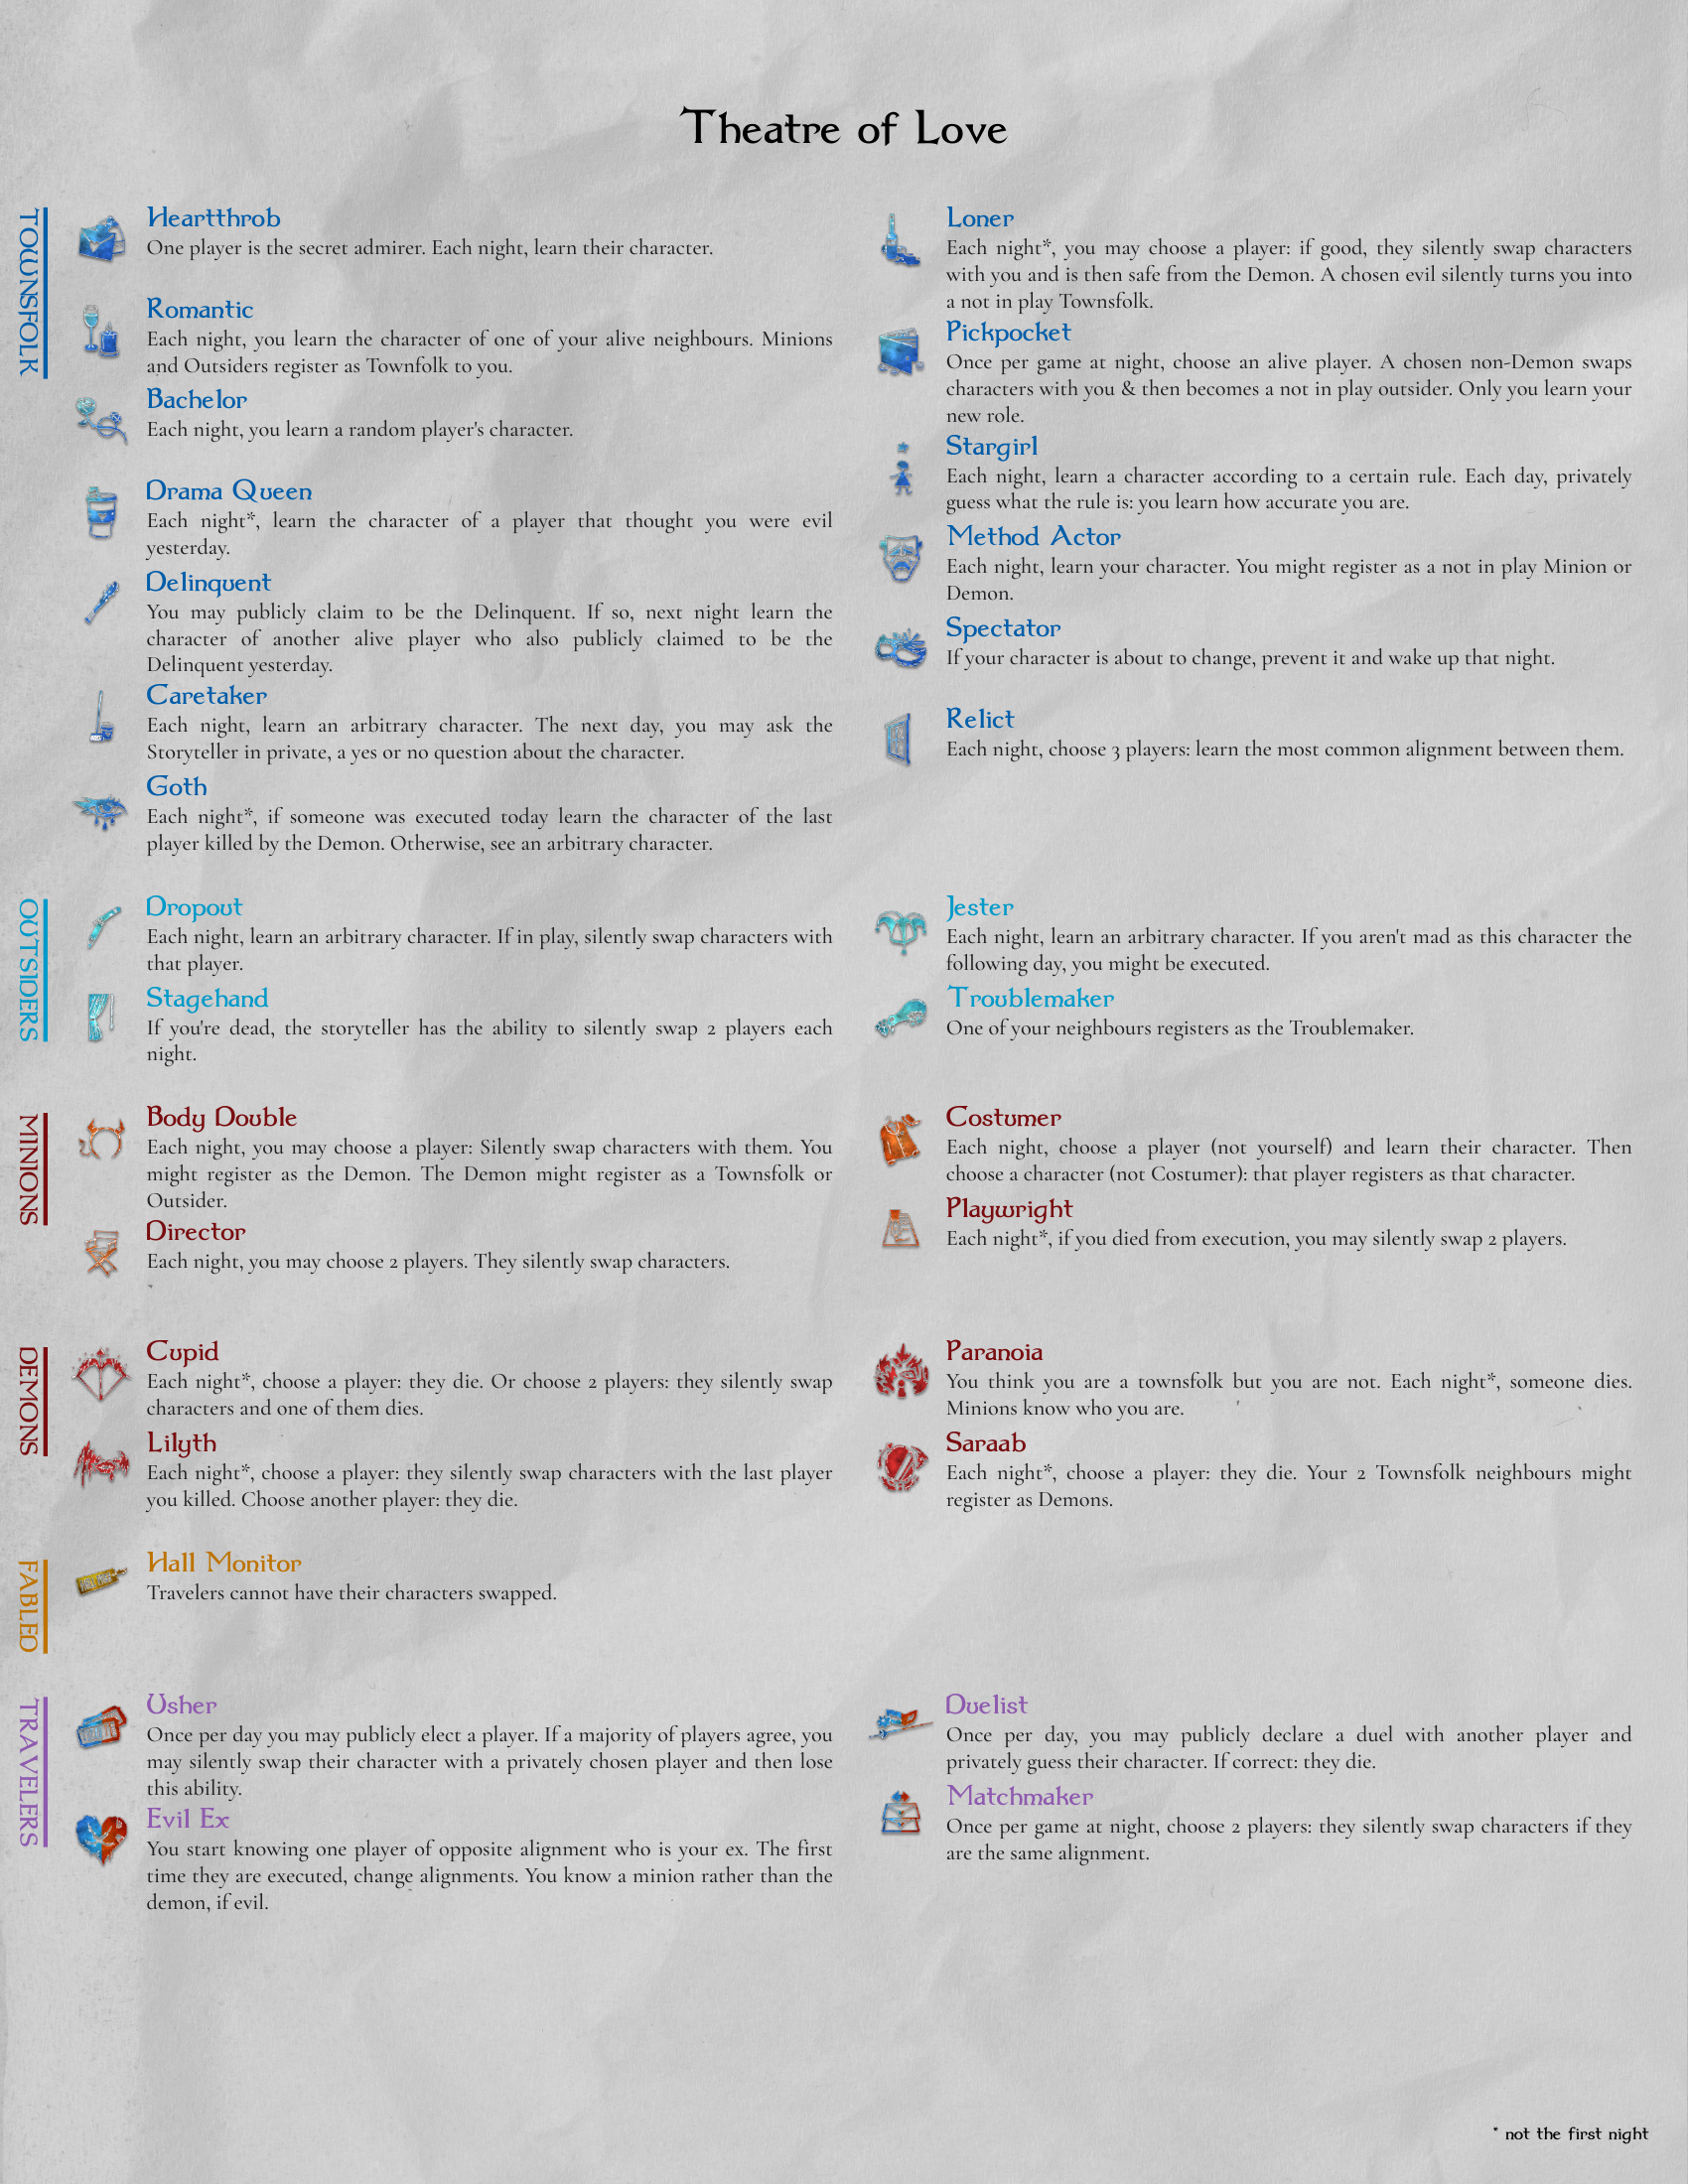 Theatre of Love
TOWNSFOLK
Heartthrob
One player is the secret admirer. Each night, learn their character.
Romantic
Each night, you learn the character of one of your alive neighbours. Minions
and Outsiders register as Townfolk to you.
Bachelor
Each night, you learn a random player's character.
Drama Queen
Each night*, learn the character of a player that thought you were evil
yesterday.
Delinquent
You may publicly claim to be the Delinquent. If so, next night learn the
character of another alive player who also publicly claimed to be the
Delinquent yesterday.
Caretaker
Each night, learn an arbitrary character. The next day, you may ask the
Storyteller in private, a yes or no question about the character.
Goth
Each night*, if someone was executed today learn the character of the last
player killed by the Demon. Otherwise, see an arbitrary character.
Loner
Each night*, you may choose a player: if good, they silently swap characters
with you and is then safe from the Demon. A chosen evil silently turns you into
a not in play Townsfolk.
Pickpocket
Once per game at night, choose an alive player. A chosen non-Demon swaps
characters with you & then becomes a not in play outsider. Only you learn your
new role.
Stargirl
Each night, learn a character according to a certain rule. Each day, privately
guess what the rule is: you learn how accurate you are.
Method Actor
Each night, learn your character. You might register as a not in play Minion or
Demon.
Spectator
If your character is about to change, prevent it and wake up that night.
Relict
Each night, choose 3 players: learn the most common alignment between them.
OUTSIDERS
Dropout
Each night, learn an arbitrary character. If in play, silently swap characters with
that player.
Stagehand
If you're dead, the storyteller has the ability to silently swap 2 players each
night.
Jester
Each night, learn an arbitrary character. If you aren't mad as this character the
following day, you might be executed.
Troublemaker
One of your neighbours registers as the Troublemaker.
MINIONS
Body Double
Each night, you may choose a player: Silently swap characters with them. You
might register as the Demon. The Demon might register as a Townsfolk or
Outsider.
Director
Each night, you may choose 2 players. They silently swap characters.
Costumer
Each night, choose a player (not yourself) and learn their character. Then
choose a character (not Costumer): that player registers as that character.
Playwright
Each night*, if you died from execution, you may silently swap 2 players.
DEMONS
Cupid
Each night*, choose a player: they die. Or choose 2 players: they silently swap
characters and one of them dies.
Lilyth
Each night*, choose a player: they silently swap characters with the last player
you killed. Choose another player: they die.
Paranoia
You think you are a townsfolk but you are not. Each night*, someone dies.
Minions know who you are.
Saraab
Each night*, choose a player: they die. Your 2 Townsfolk neighbours might
register as Demons.
FABLED
Hall Monitor
Travelers cannot have their characters swapped.
TRAVELERS
Usher
Once per day you may publicly elect a player. If a majority of players agree, you
may silently swap their character with a privately chosen player and then lose
this ability.
Evil Ex
You start knowing one player of opposite alignment who is your ex. The first
time they are executed, change alignments. You know a minion rather than the
demon, if evil.
Duelist
Once per day, you may publicly declare a duel with another player and
privately guess their character. If correct: they die.
Matchmaker
Once per game at night, choose 2 players: they silently swap characters if they
are the same alignment.
* not the first night